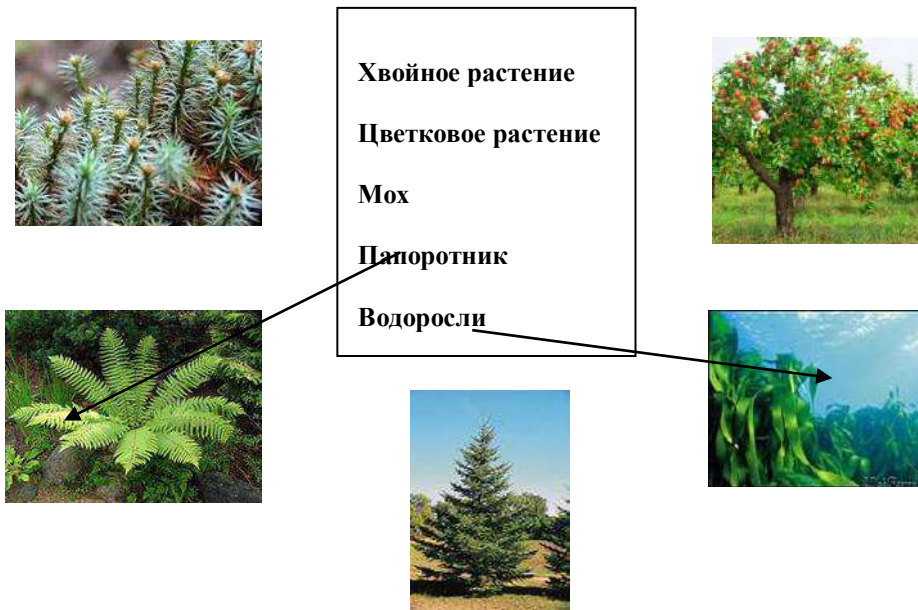 Хвойное растение
Цветковое растение
Мох
Папоротник
Водоросли